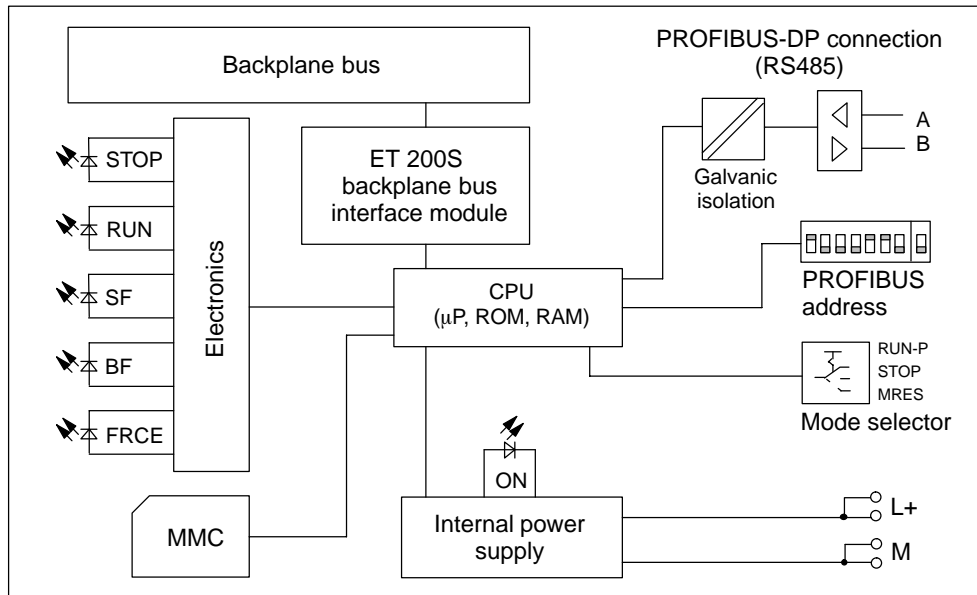 Backplane bus
PROFIBUS-DP connection
(RS485)
A
B
Galvanic
isolation
ET 200S
backplane bus
interface module
STOP
RUN
SF
BF
FRCE
Electronics
CPU
(µP, ROM, RAM)
PROFIBUS
address
RUN-P
STOP
MRES
Mode selector
ON
MMC
Internal power
supply
L+
M